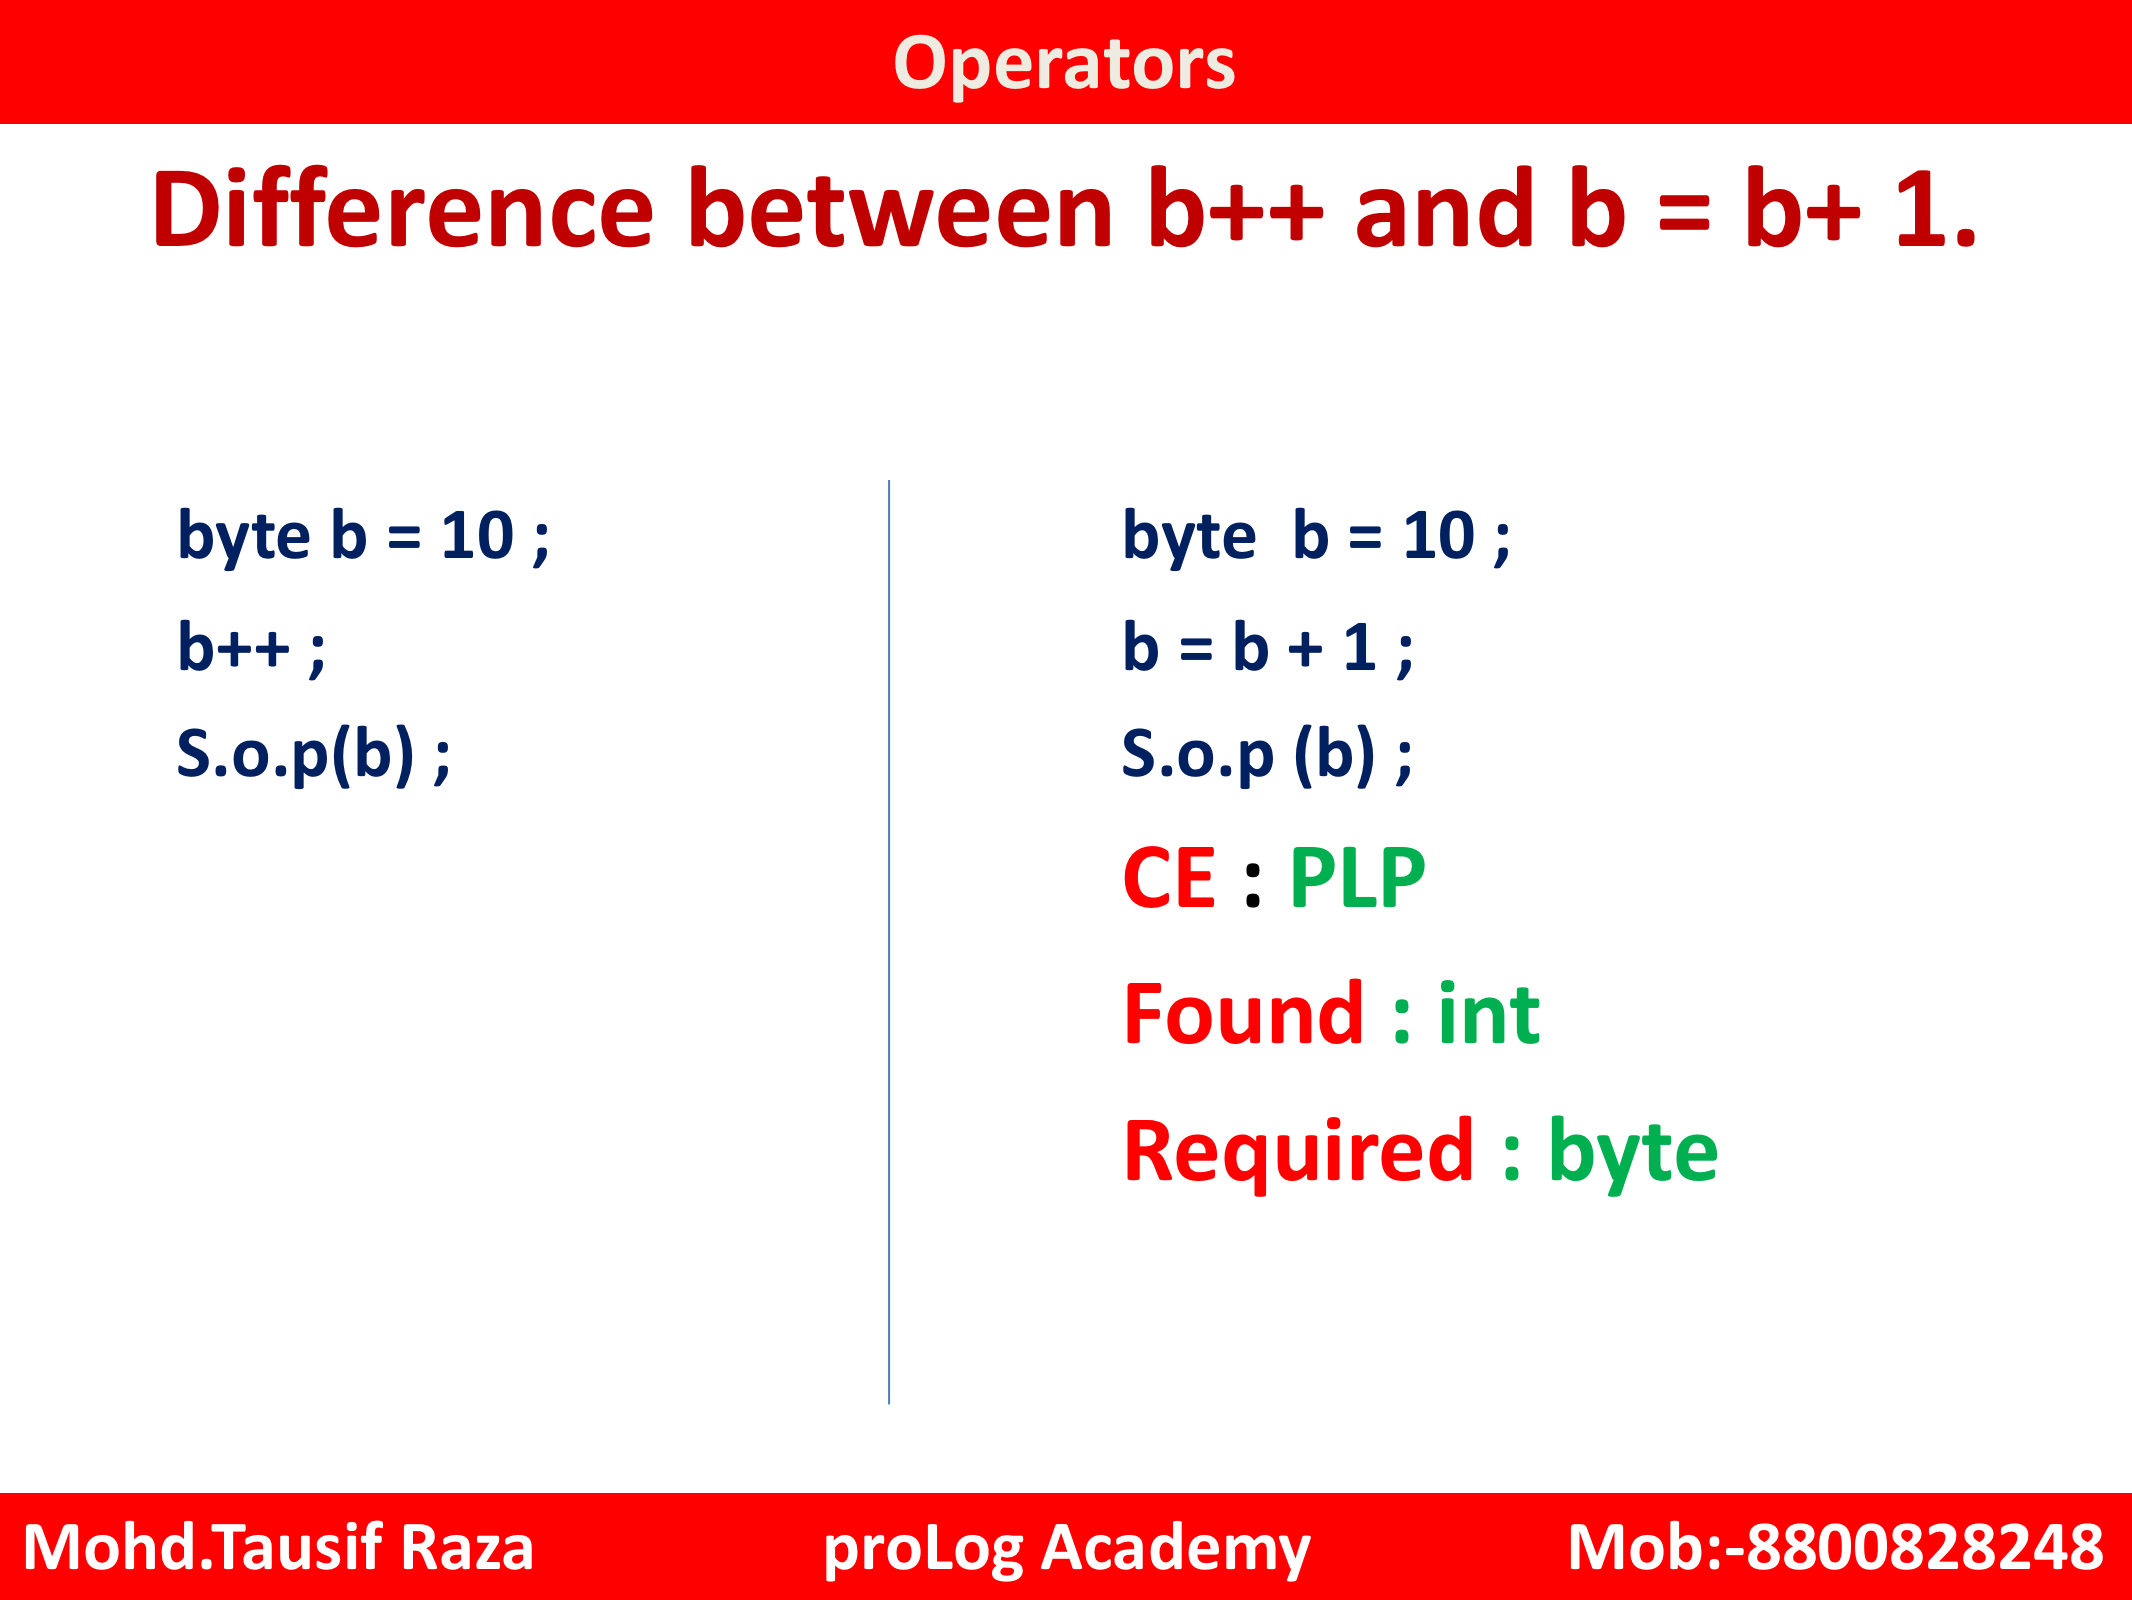 Operators
Difference between b++ and b = b+ 1.
byte b = 10 ;
b++ ;
S.o.p(b) ;
byte  b = 10 ;
b = b + 1 ;
S.o.p (b) ;
CE : PLP
Found : int
Required : byte
Mohd.Tausif Raza
proLog Academy
Mob:-8800828248